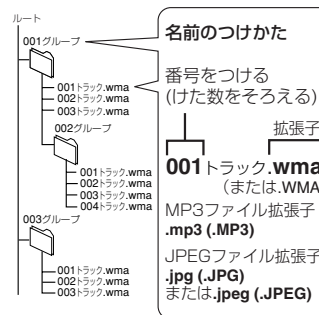 ルート
001グループ
001トラック.wma
002トラック.wma
003トラック.wma
002グループ
001トラック.wma
002トラック.wma
003トラック.wma
004トラック.wma
003グループ
001トラック.wma
002トラック.wma
003トラック.wma
名前のつけかた
番号をつける
(けた数をそろえる)
拡張子
001トラック.wma
(または.WMA
MP3ファイル拡張子
.mp3 (.MP3)
JPEGファイル拡張子
.jpg (.JPG)
または.jpeg (.JPEG)